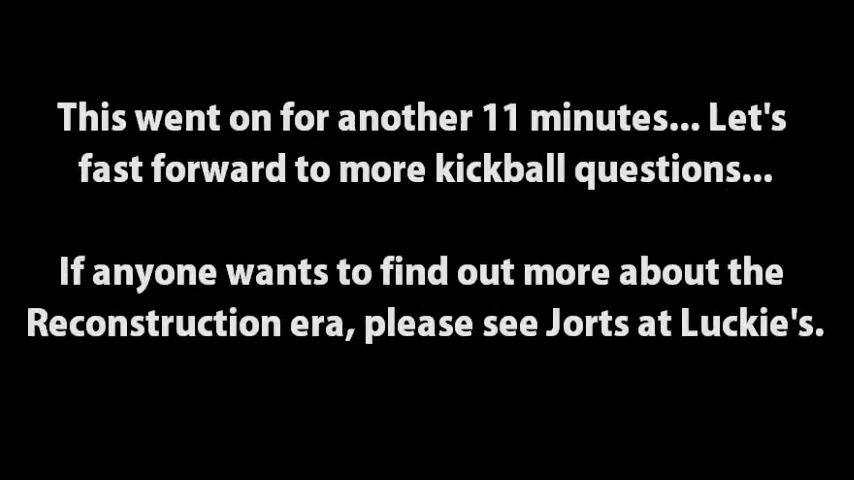 This went on for another 11 minutes... Let's
fast forward to more kickball questions...
If anyone wants to find out more about the
Reconstruction era, please see Jorts at Luckie's.